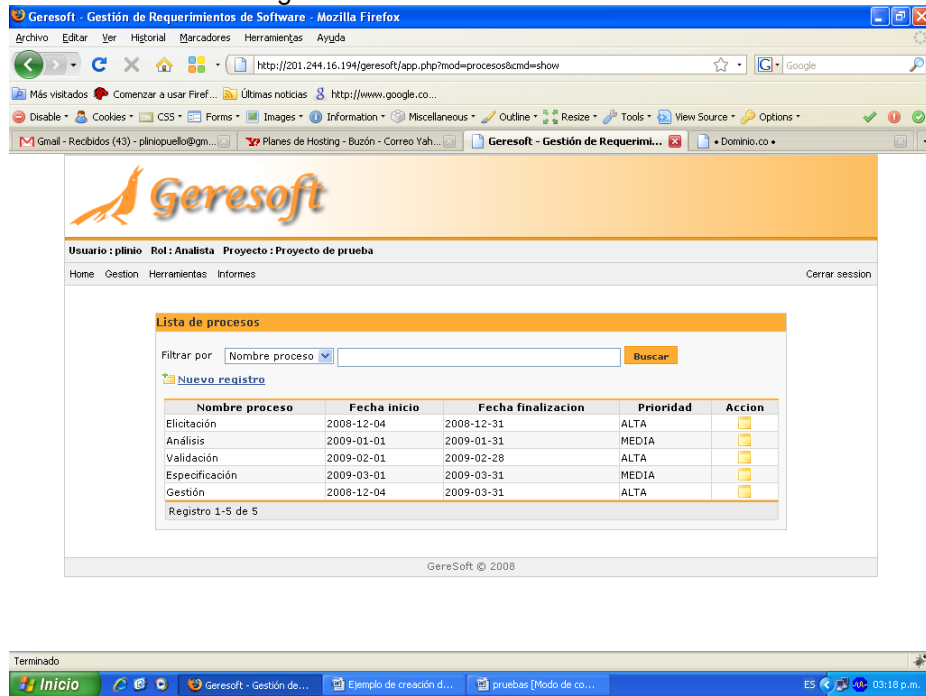 Geresoft - Gestión de Requerimientos de Software - Mozilla Firefox
Archivo Editar Ver Historial Marcadores Herramientas Ayuda
http://201.244.16.194/geresoft/app.php?mod=procesos&cmd=show G Google
Más visitados Comenzar a usar Firef... Últimas noticias http://www.google.co...
Disable Cookies CSS Forms Images Information Miscellaneous Outline Resize Tools View Source Options
Gmail - Recibidos (43) - pliniopuello@gm... Planes de Hosting - Buzón - Correo Yah... Geresoft - Gestión de Requerimi... • Dominio.co •
Geresoft
Usuario : plinio Rol : Analista Proyecto : Proyecto de prueba
Home Gestion Herramientas Informes Cerrar session
Lista de procesos
Filtrar por Nombre proceso Buscar
Nuevo registro
Nombre proceso Fecha inicio Fecha finalizacion Prioridad Accion
Elicitación 2008-12-04 2008-12-31 ALTA
Análisis 2009-01-01 2009-01-31 MEDIA
Validación 2009-02-01 2009-02-28 ALTA
Especificación 2009-03-01 2009-03-31 MEDIA
Gestión 2008-12-04 2009-03-31 ALTA
Registro 1-5 de 5
GereSoft © 2008
Terminado
Inicio Geresoft - Gestión de... Ejemplo de creación d... pruebas [Modo de co... ES 03:18 p.m.